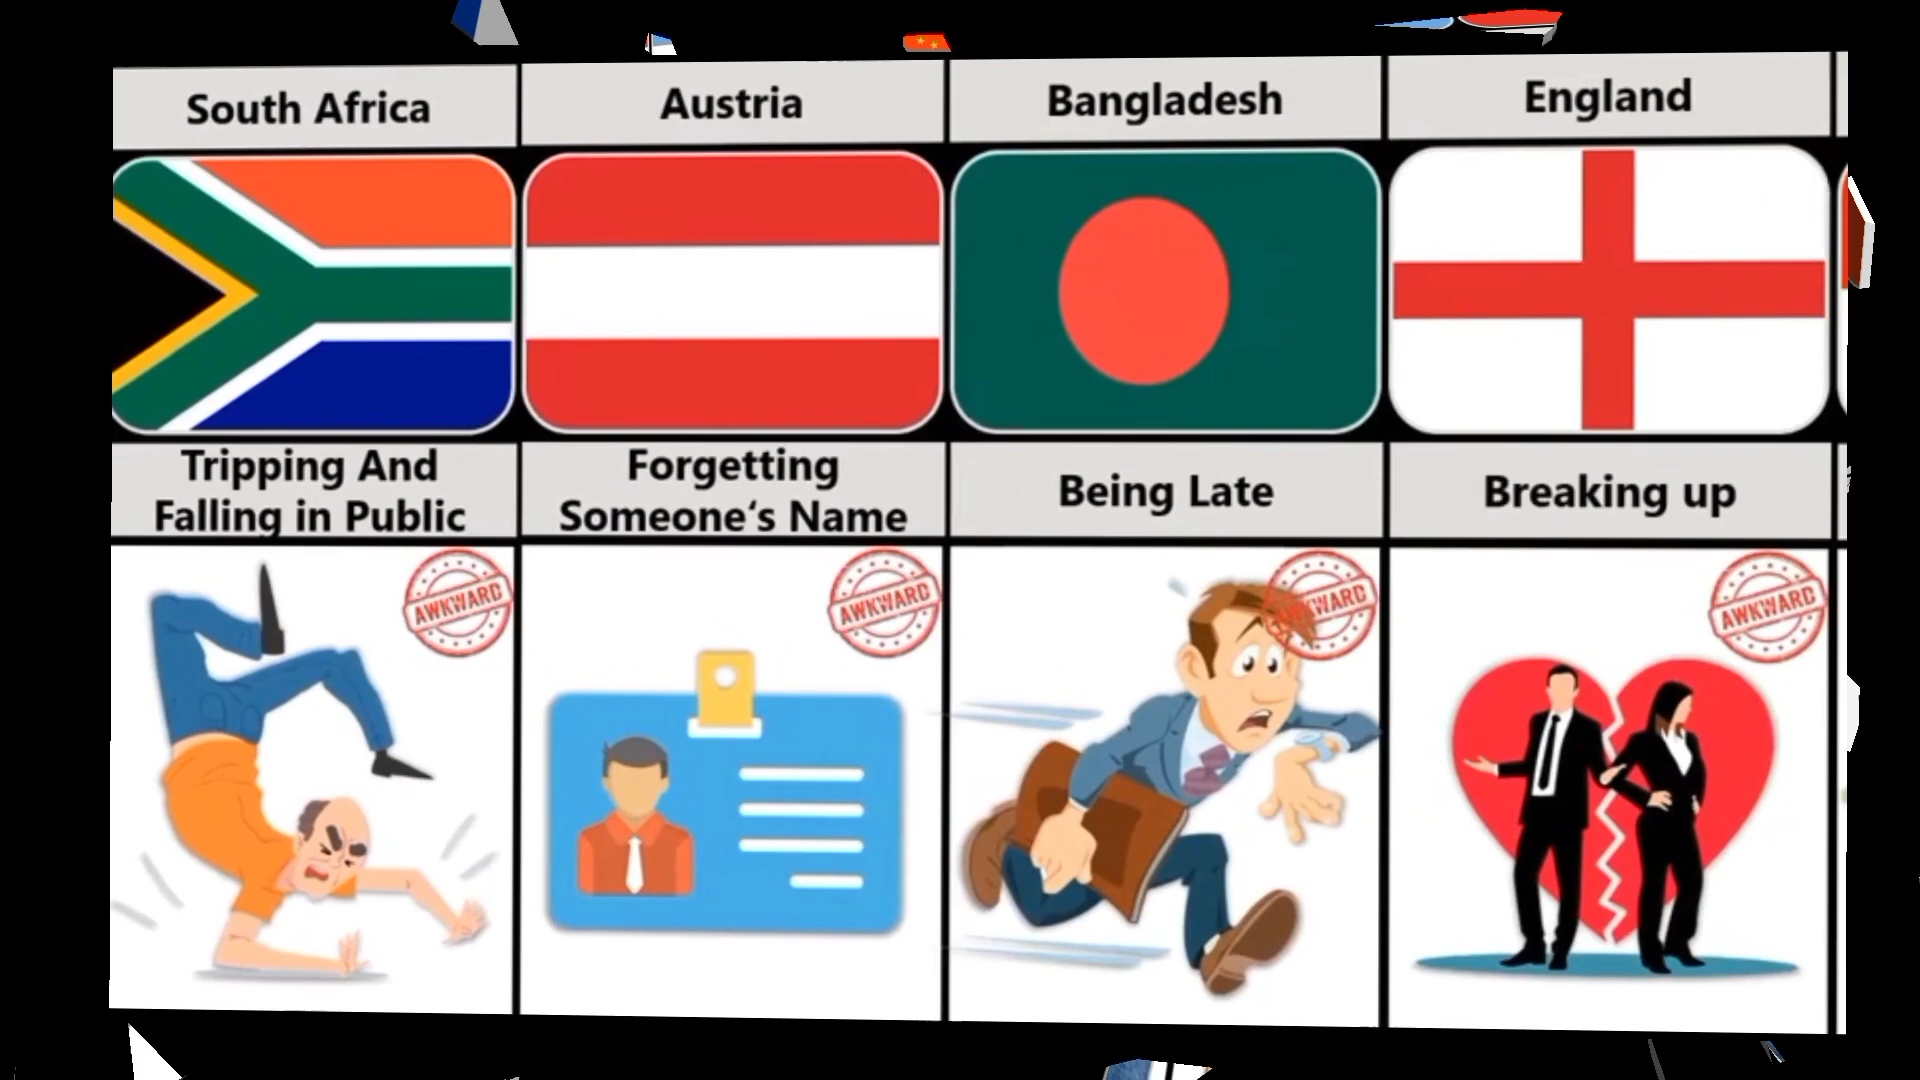 South Africa
Austria
Bangladesh
England
Tripping And
Falling in Public
Forgetting
Someone‘s Name
Being Late
Breaking up
AWKWARD
AWKWARD
AWKWARD
AWKWARD